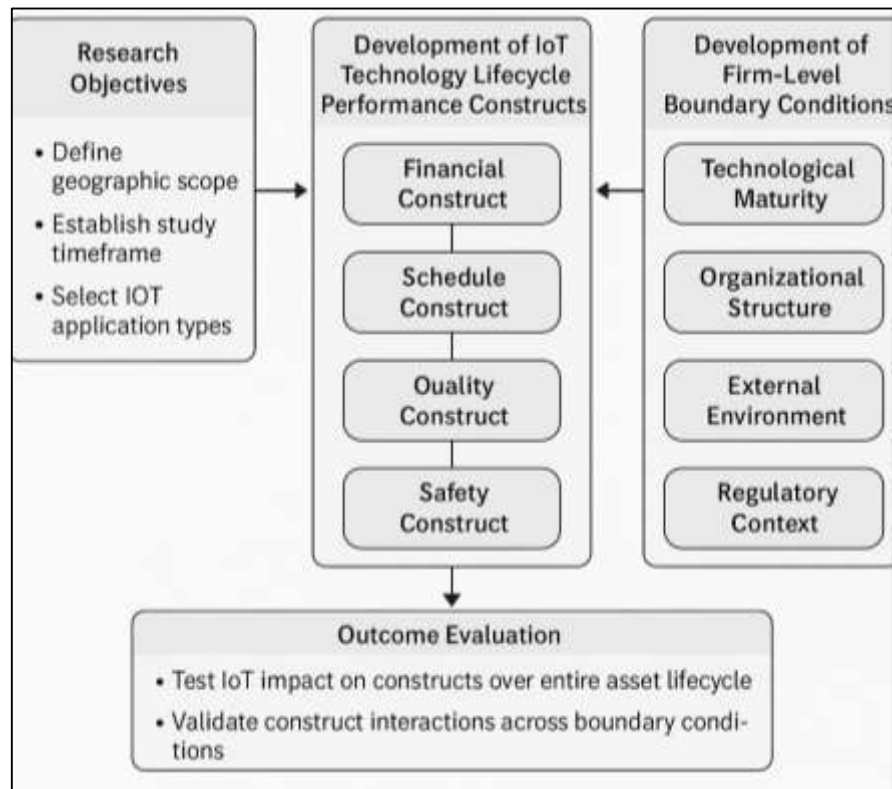 Research
Objectives
• Define
geographic scope
• Establish study
timeframe
• Select IOT
application types
Development of IoT
Technology Lifecycle
Performance Constructs
Financial
Construct
Schedule
Construct
Ouality
Construct
Safety
Construct
Development of
Firm-Level
Boundary Conditions
Technological
Maturity
Organizational
Structure
External
Environment
Regulatory
Context
Outcome Evaluation
• Test IoT impact on constructs over entire asset lifecycle
• Validate construct interactions across boundary condi-
tions